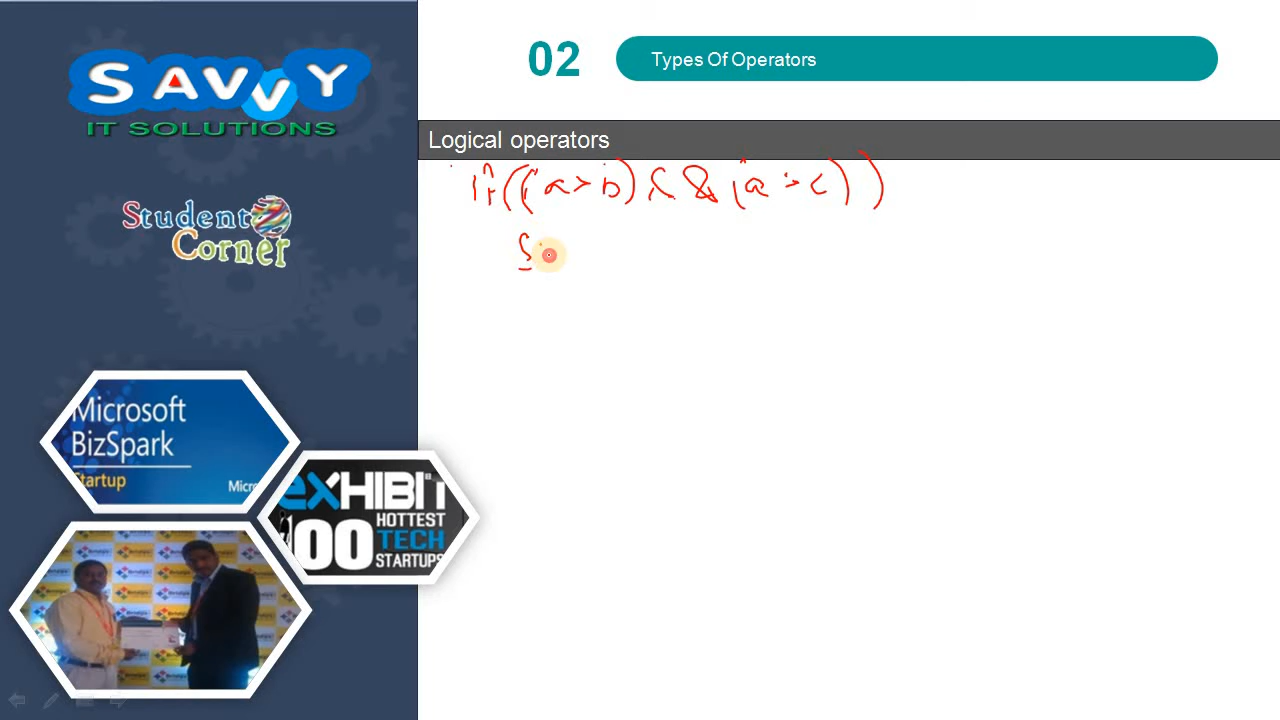 SAVVY
IT SOLUTIONS
Student
Corner
Microsoft
BizSpark
Startup
Micros
eXHIBIT
100
HOTTEST
TECH
STARTUPS
02
Types Of Operators
Logical operators
if((a>b)&&(a>c))
{